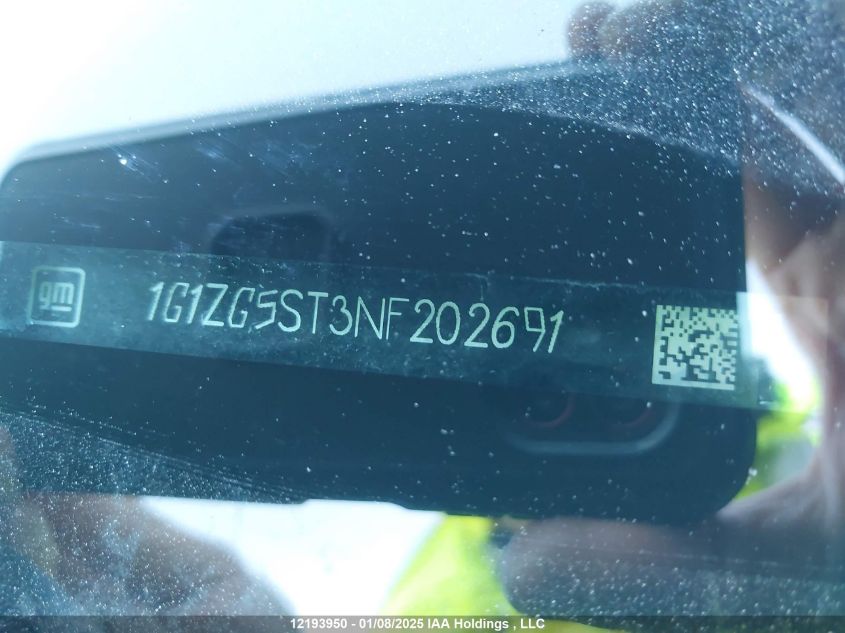 gm
1G1ZG5ST3NF202691
12193950 - 01/08/2025 IAA Holdings , LLC